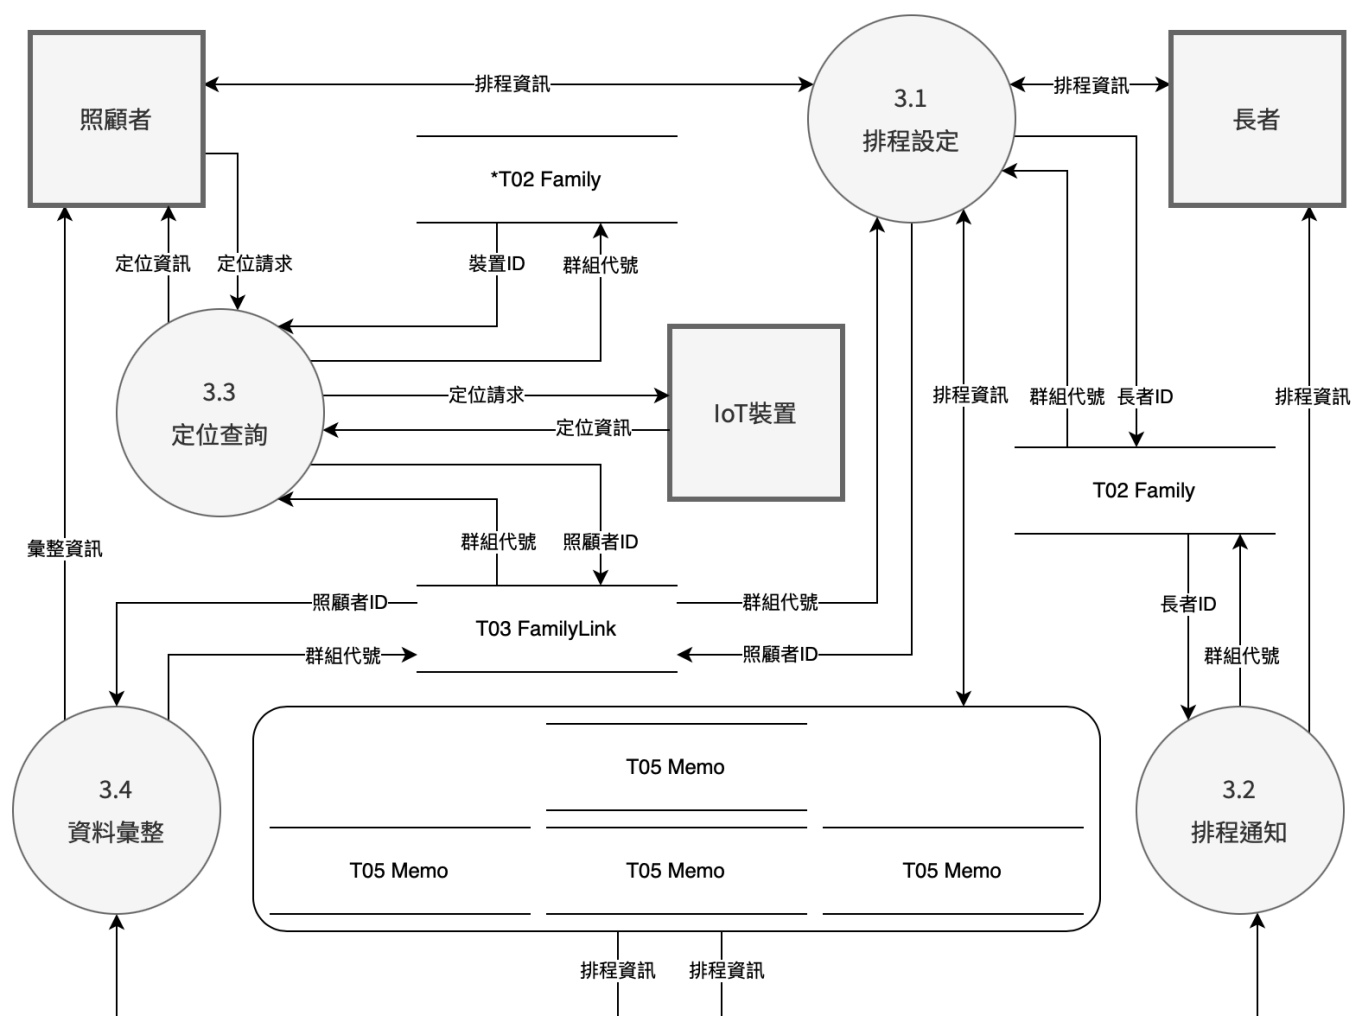 排程資訊
排程資訊
照顧者
3.1
排程設定
長者
*T02 Family
定位資訊
定位請求
裝置ID
群組代號
3.3
定位查詢
定位請求
定位資訊
IoT裝置
排程資訊
群組代號
長者ID
排程資訊
T02 Family
彙整資訊
群組代號
照顧者ID
照顧者ID
群組代號
長者ID
T03 FamilyLink
群組代號
照顧者ID
群組代號
3.4
資料彙整
T05 Memo
3.2
排程通知
T05 Memo
T05 Memo
T05 Memo
排程資訊
排程資訊